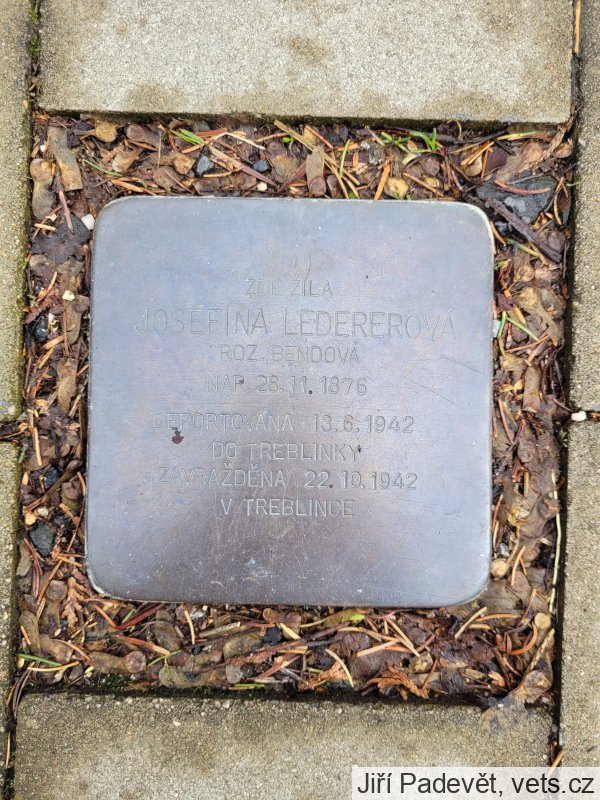 ZDE ŽILA
JOSEFÍNA LEDEREROVÁ
ROZ. BENDOVÁ
NAR. 28.11.1876
DEPORTOVÁNA 13.6.1942
DO TREBLINKY
ZAVRAŽDĚNA 22.10.1942
V TREBLINCE
Jiří Padevět, vets.cz